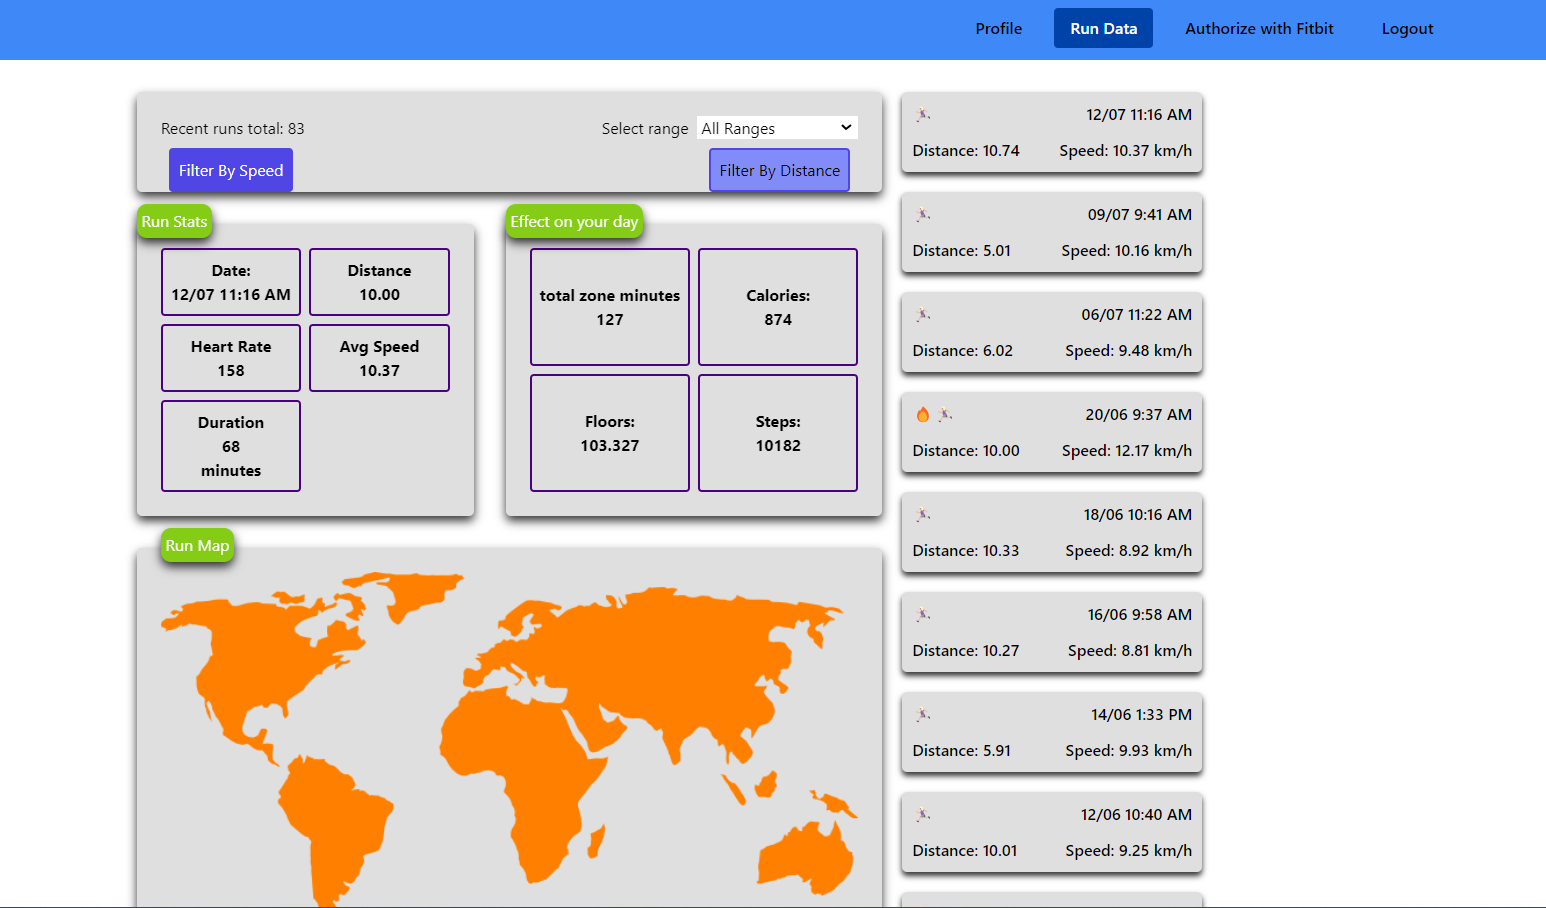 Profile
Run Data
Authorize with Fitbit
Logout
Recent runs total: 83
Select range
All Ranges
Filter By Speed
Filter By Distance
Run Stats
Date:
12/07 11:16 AM
Distance
10.00
Heart Rate
158
Avg Speed
10.37
Duration
68
minutes
Effect on your day
total zone minutes
127
Calories:
874
Floors:
103.327
Steps:
10182
Run Map
12/07 11:16 AM
Distance: 10.74 Speed: 10.37 km/h
09/07 9:41 AM
Distance: 5.01 Speed: 10.16 km/h
06/07 11:22 AM
Distance: 6.02 Speed: 9.48 km/h
20/06 9:37 AM
Distance: 10.00 Speed: 12.17 km/h
18/06 10:16 AM
Distance: 10.33 Speed: 8.92 km/h
16/06 9:58 AM
Distance: 10.27 Speed: 8.81 km/h
14/06 1:33 PM
Distance: 5.91 Speed: 9.93 km/h
12/06 10:40 AM
Distance: 10.01 Speed: 9.25 km/h